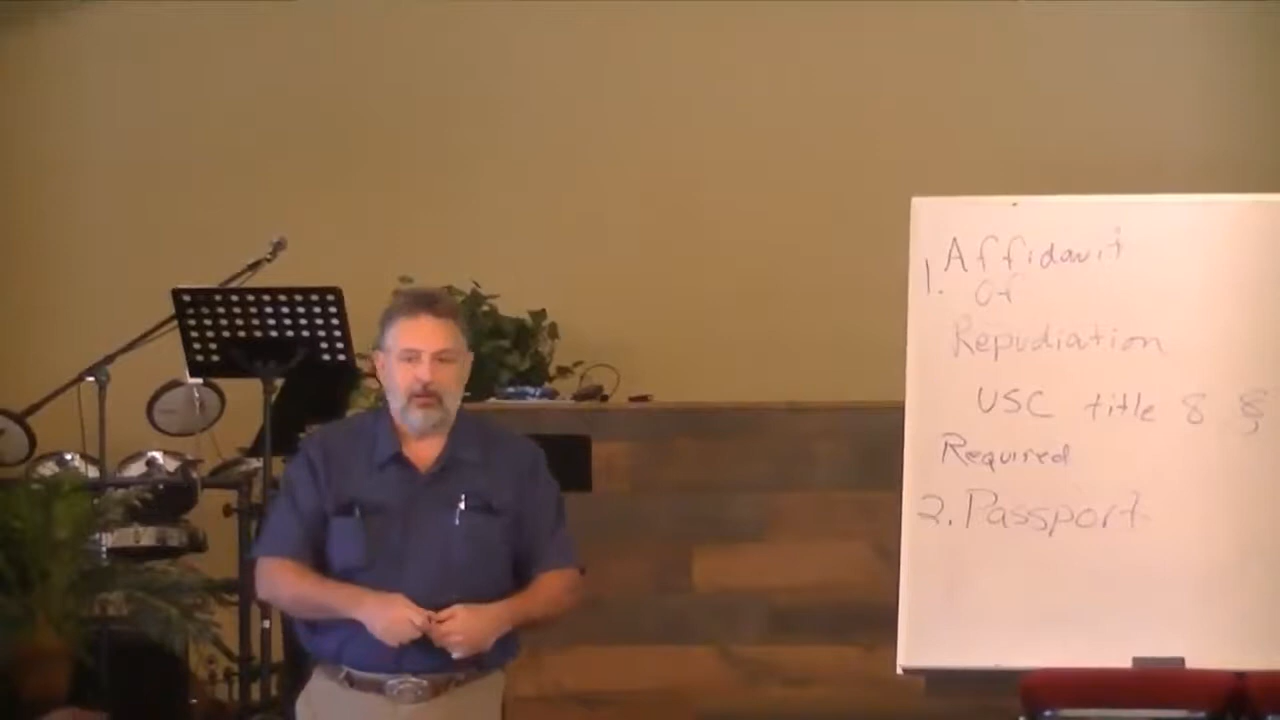 1. Affidavit
Of
Repudiation
USC title 8 §
Required
2. Passport